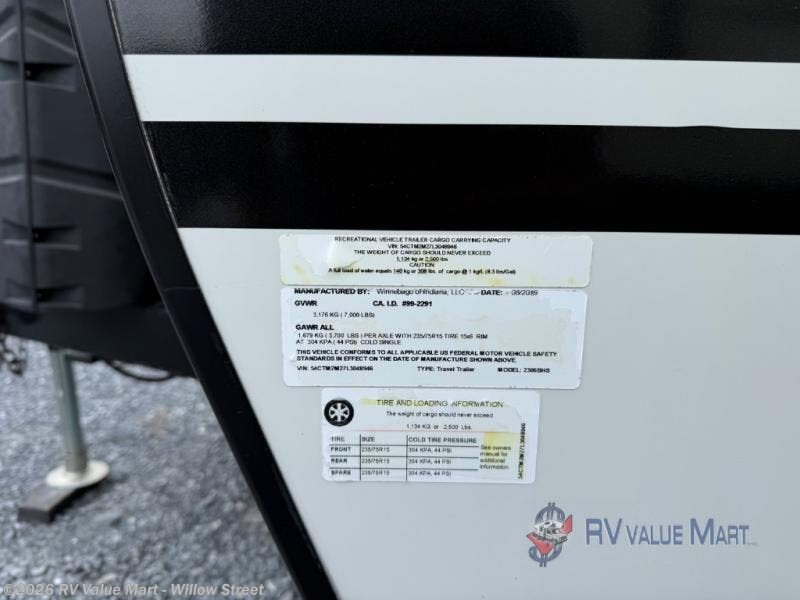 RECREATIONAL VEHICLE TRAILER CARGO CARRYING CAPACITY
VIN: 54CTM2M27L3048946
THE WEIGHT OF CARGO SHOULD NEVER EXCEED
1,134 kg or 2,500 lbs
CAUTION
A full load of water equals 140 kg or 308 lbs. of cargo @ 1 kg/L (8.3 lbs/Gal)
MANUFACTURED BY: Winnebago of Indiana, LLC DATE:
GVWR CA. I.D. #99-2291
3,176 KG ( 7,000 LBS)
GAWR ALL
1,679 KG ( 3,700 LBS ) PER AXLE WITH 235/75R15 TIRE 15x6 RIM
AT 304 KPA ( 44 PSI) COLD SINGLE
THIS VEHICLE CONFORMS TO ALL APPLICABLE US FEDERAL MOTOR VEHICLE SAFETY
STANDARDS IN EFFECT ON THE DATE OF MANUFACTURE SHOWN ABOVE.
VIN: 54CTM2M27L3048946 TYPE: Travel Trailer MODEL: 2306BHS
TIRE AND LOADING INFORMATION
The weight of cargo should never exceed
1,134 KG or 2,500 Lbs.
TIRE SIZE COLD TIRE PRESSURE
FRONT 235/75R15 304 KPA, 44 PSI
REAR 235/75R15 304 KPA, 44 PSI
SPARE 235/75R15 304 KPA, 44 PSI
See owners
manual for
additional
information
54CTM2M27L3048946
RV VALUE MART
©2026 RV Value Mart - Willow Street